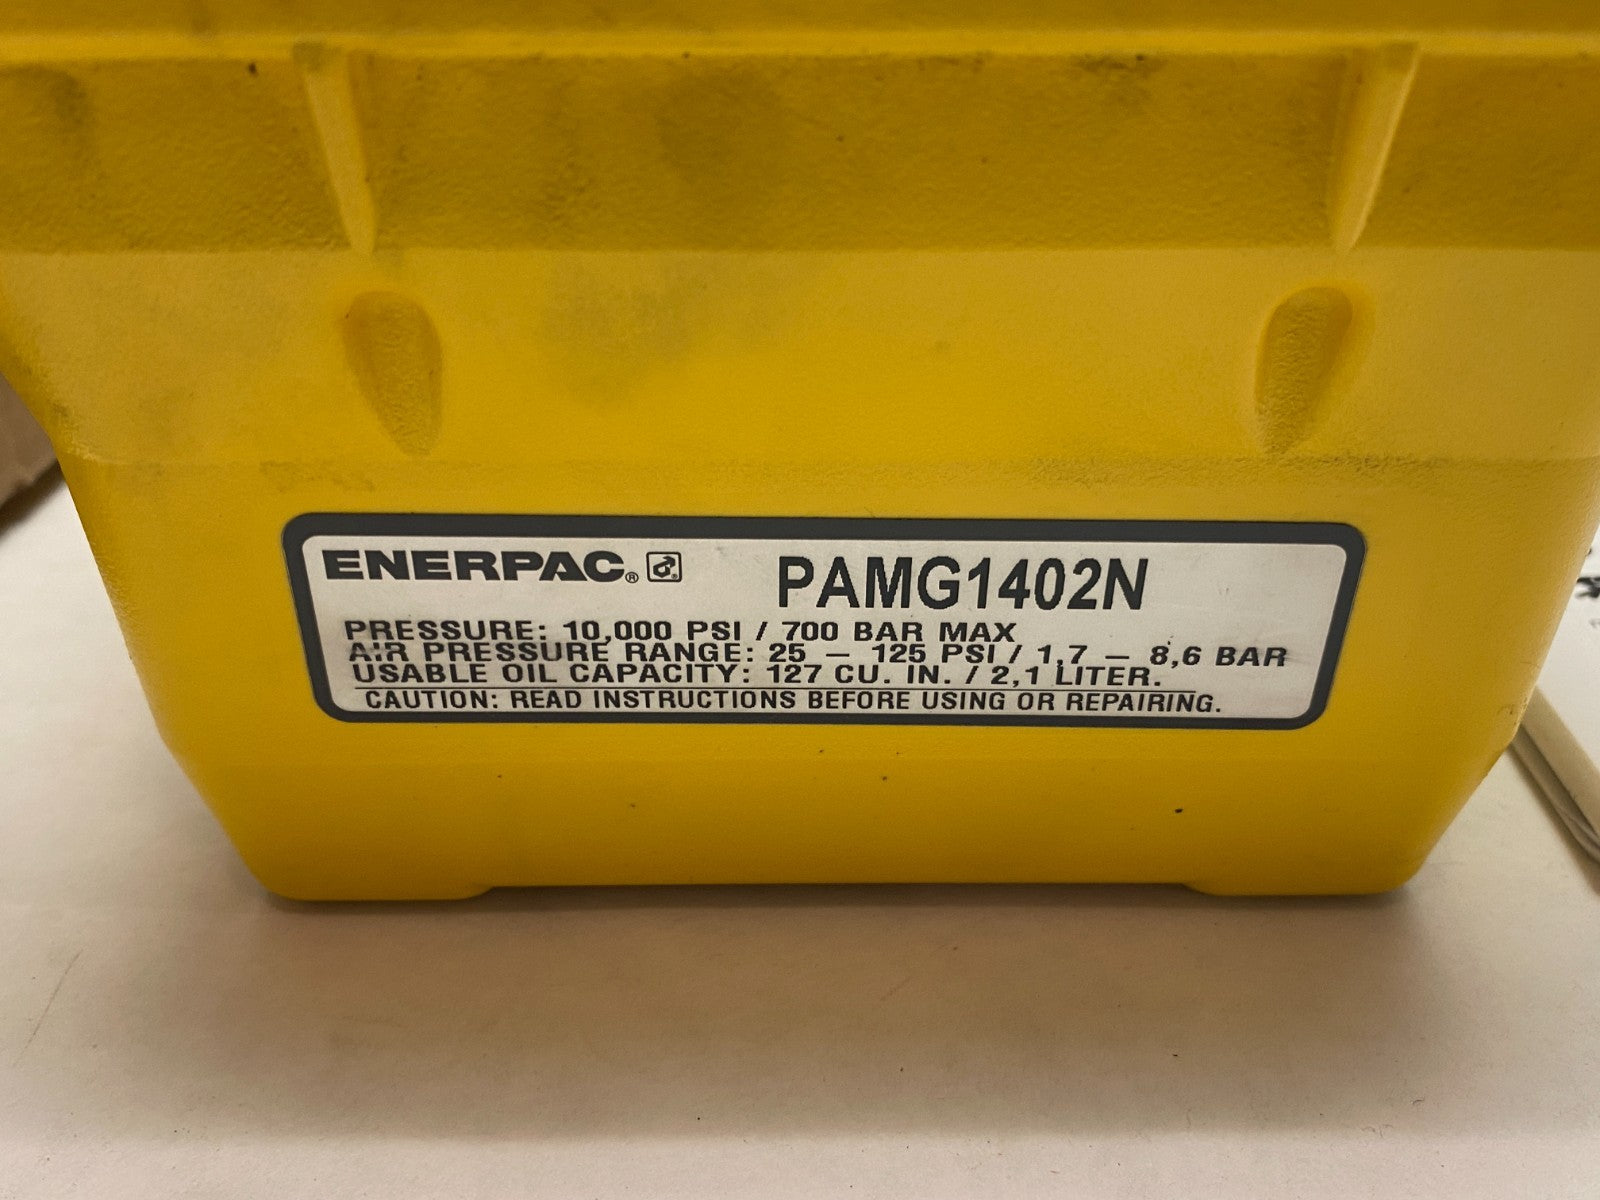 ENERPAC® PAMG1402N
PRESSURE: 10,000 PSI / 700 BAR MAX
AIR PRESSURE RANGE: 25 – 125 PSI / 1,7 – 8,6 BAR
USABLE OIL CAPACITY: 127 CU. IN. / 2,1 LITER.
CAUTION: READ INSTRUCTIONS BEFORE USING OR REPAIRING.